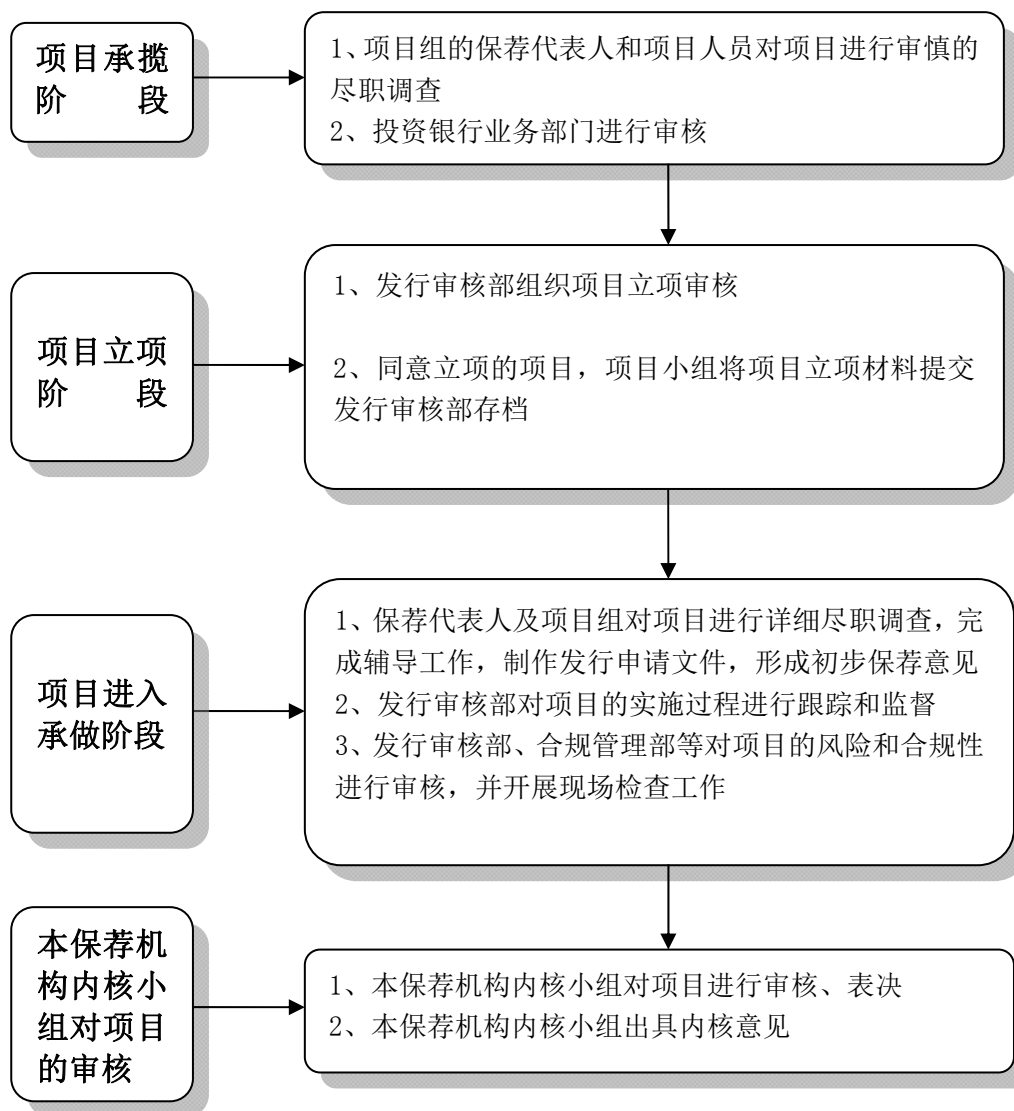 项目承揽
阶段
1、项目组的保荐代表人和项目人员对项目进行审慎的
尽职调查
2、投资银行业务部门进行审核
项目立项
阶段
1、发行审核部组织项目立项审核
2、同意立项的项目，项目小组将项目立项材料提交
发行审核部存档
项目进入
承做阶段
1、保荐代表人及项目组对项目进行详细尽职调查，完
成辅导工作，制作发行申请文件，形成初步保荐意见
2、发行审核部对项目的实施过程进行跟踪和监督
3、发行审核部、合规管理部等对项目的风险和合规性
进行审核，并开展现场检查工作
本保荐机
构内核小
组对项目
的审核
1、本保荐机构内核小组对项目进行审核、表决
2、本保荐机构内核小组出具内核意见